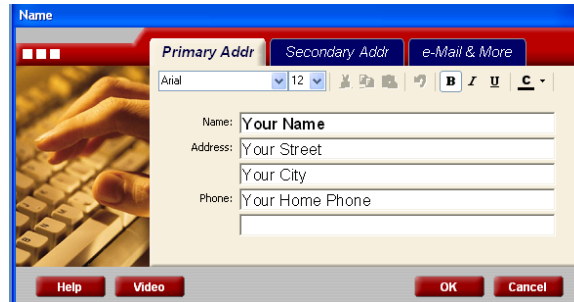 Name
Primary Addr Secondary Addr e-Mail & More
Arial 12 B I U C
Name: Your Name
Address: Your Street
Your City
Phone: Your Home Phone
Help Video OK Cancel